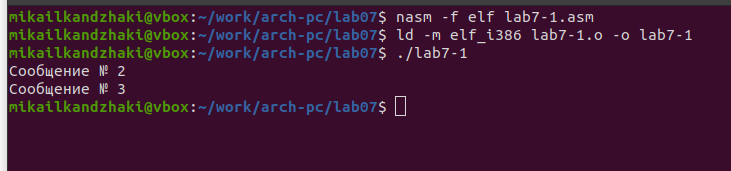 mikailkandzhaki@vbox:~/work/arch-pc/lab07$ nasm -f elf lab7-1.asm
mikailkandzhaki@vbox:~/work/arch-pc/lab07$ ld -m elf_i386 lab7-1.o -o lab7-1
mikailkandzhaki@vbox:~/work/arch-pc/lab07$ ./lab7-1
Сообщение № 2
Сообщение № 3
mikailkandzhaki@vbox:~/work/arch-pc/lab07$